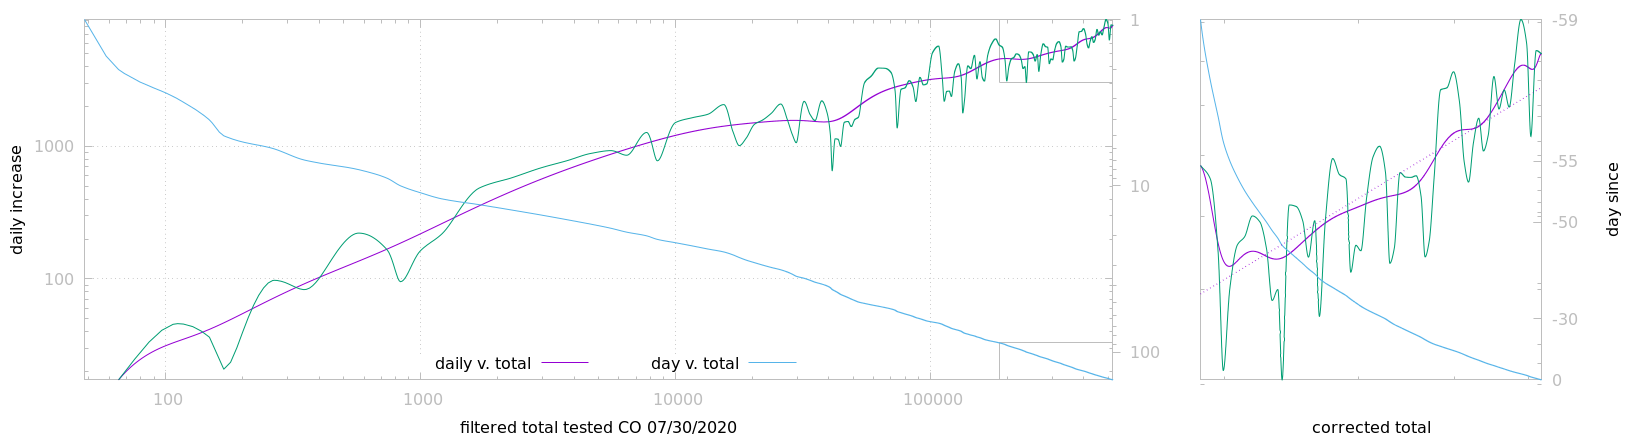 daily increase
1000
100
daily v. total
day v. total
100
1000
10000
100000
filtered total tested CO 07/30/2020
1
10
100
-59
-55
-50
-30
0
day since
corrected total